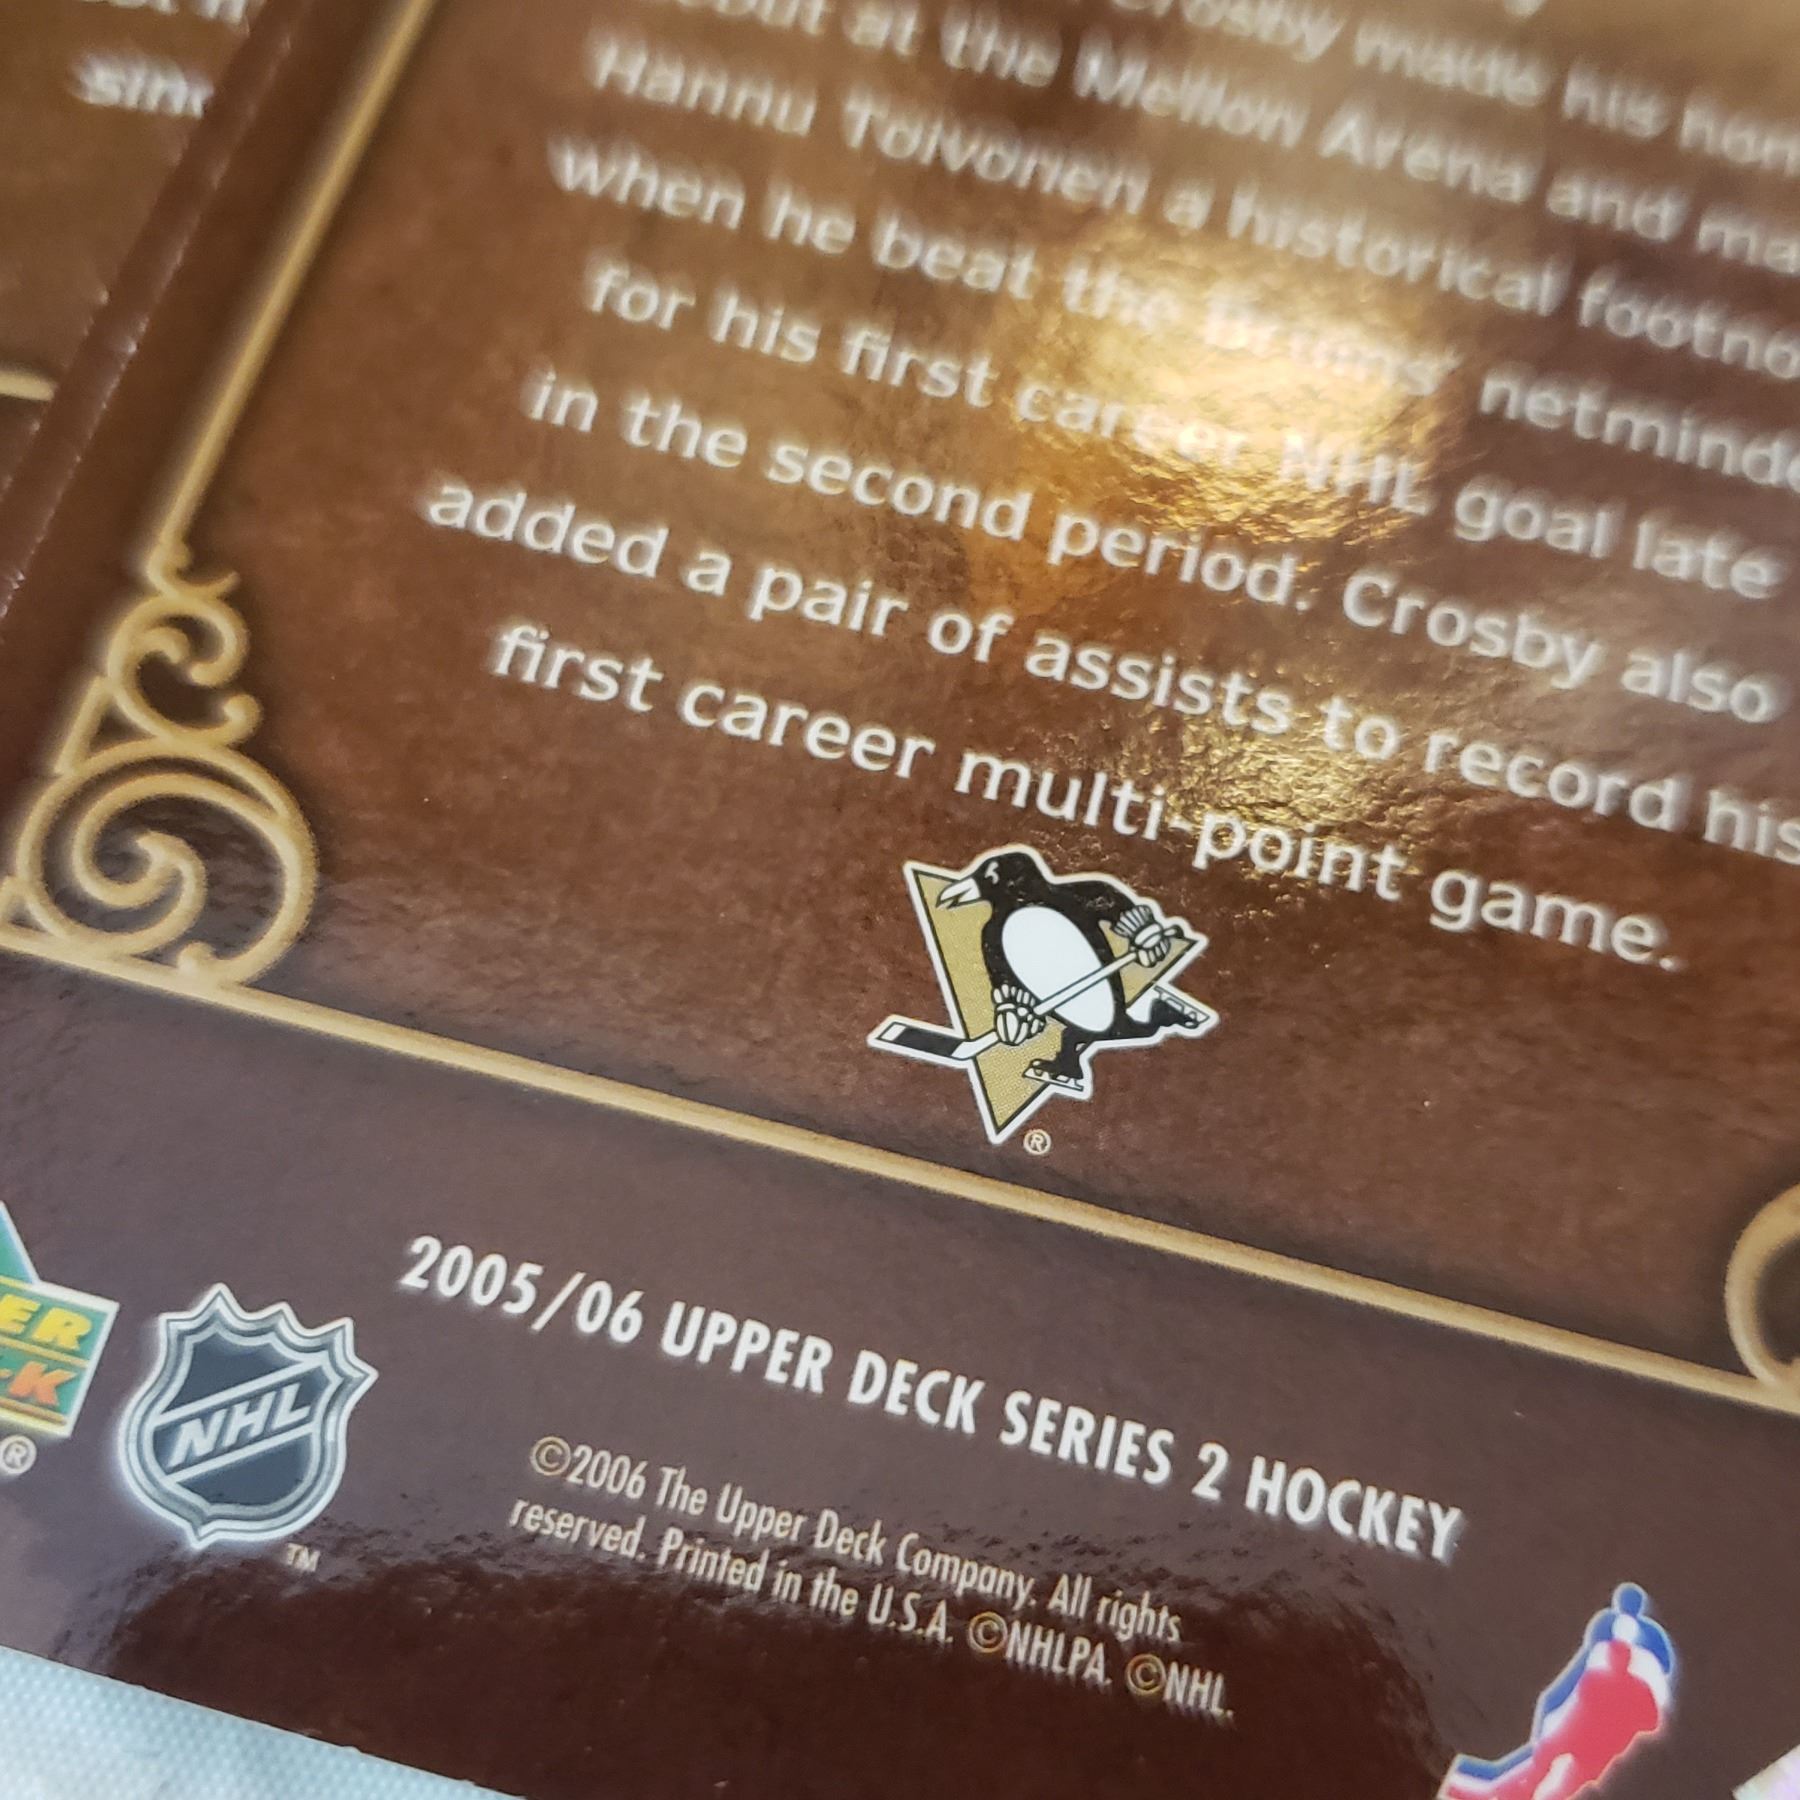 Crosby made his
at the Mellon Arena and
Hannu Toivonen a historical
when he beat the Bruins' netminde
for his first career NHL goal late
in the second period. Crosby also
added a pair of assists to record his
first career multi-point game.
®
2005/06 UPPER DECK SERIES 2 HOCKEY
NHL
TM
®
©2006 The Upper Deck Company. All rights
reserved. Printed in the U.S.A. ©NHLPA. ©NHL.